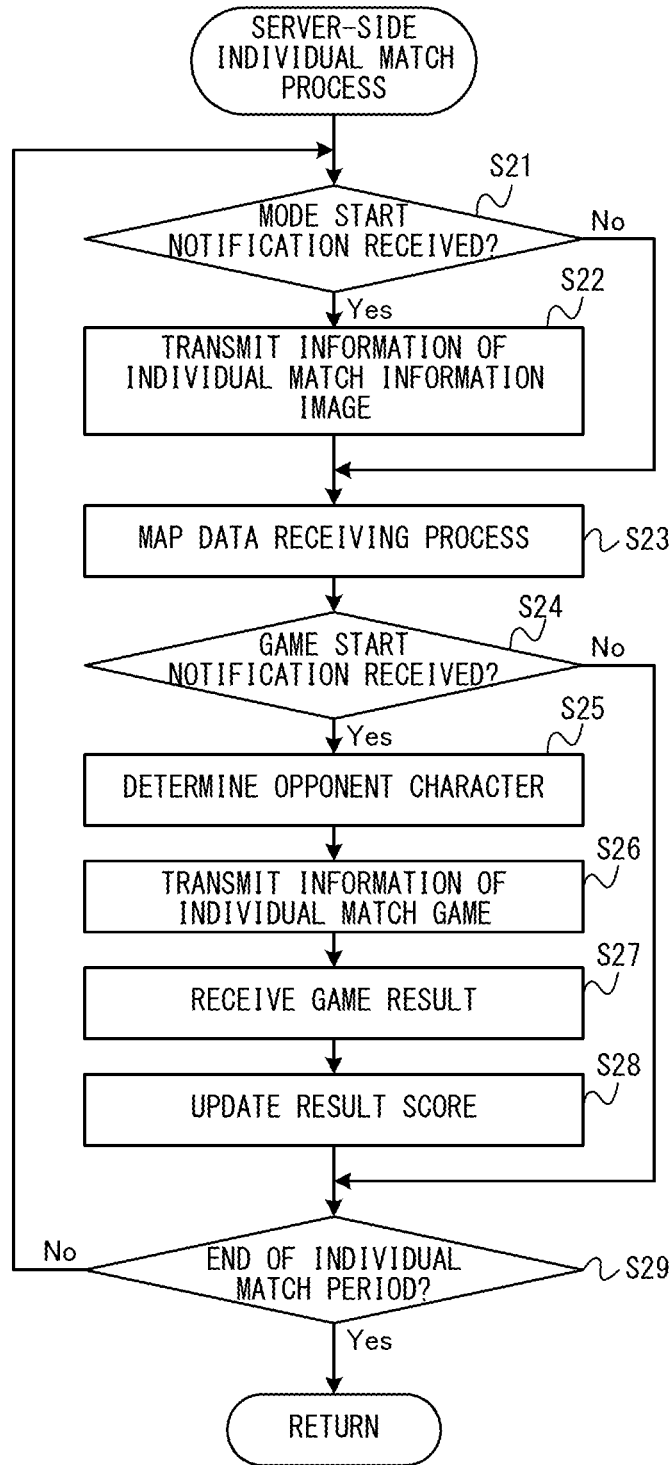 SERVER-SIDE
INDIVIDUAL MATCH
PROCESS
S21
MODE START
NOTIFICATION RECEIVED?
No
Yes
S22
TRANSMIT INFORMATION OF
INDIVIDUAL MATCH INFORMATION
IMAGE
MAP DATA RECEIVING PROCESS
S23
S24
GAME START
NOTIFICATION RECEIVED?
No
Yes
S25
DETERMINE OPPONENT CHARACTER
S26
TRANSMIT INFORMATION OF
INDIVIDUAL MATCH GAME
S27
RECEIVE GAME RESULT
S28
UPDATE RESULT SCORE
No
END OF INDIVIDUAL
MATCH PERIOD?
S29
Yes
RETURN